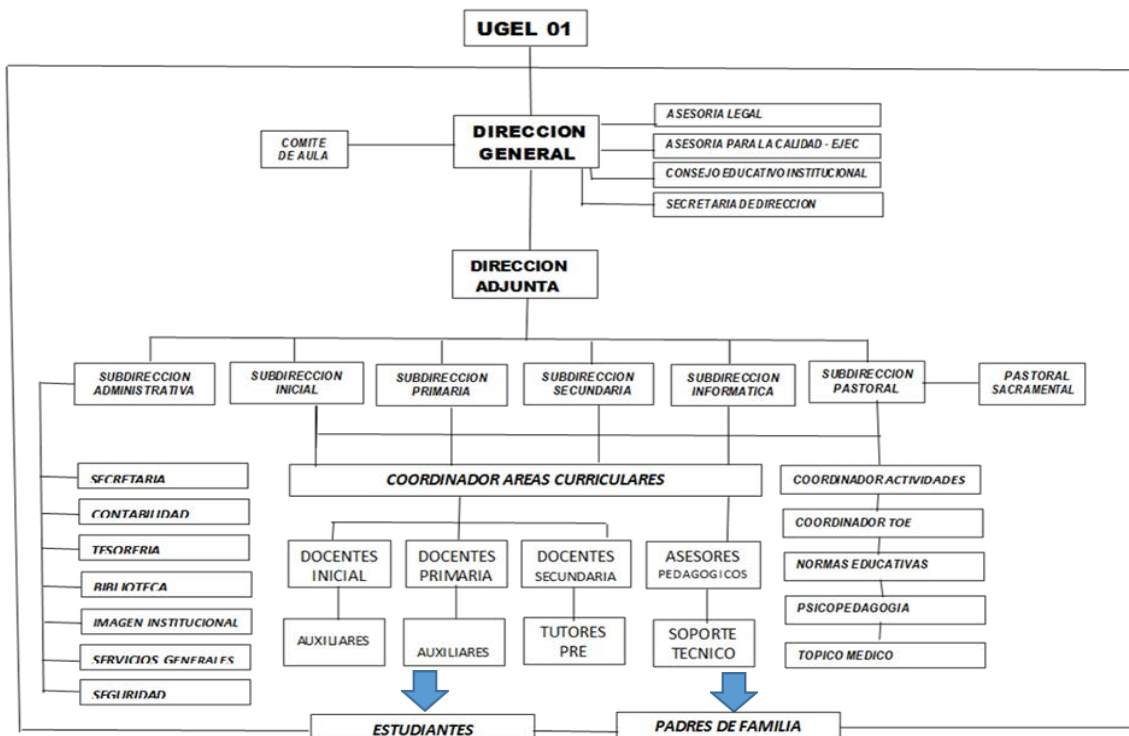 UGEL 01
COMITE
DE AULA
DIRECCION
GENERAL
ASESORIA LEGAL
ASESORIA PARA LA CALIDAD - EJEC
CONSEJO EDUCATIVO INSTITUCIONAL
SECRETARIA DE DIRECCION
DIRECCION
ADJUNTA
SUBDIRECCION
ADMINISTRATIVA
SUBDIRECCION
INICIAL
SUBDIRECCION
PRIMARIA
SUBDIRECCION
SECUNDARIA
SUBDIRECCION
INFORMATICA
SUBDIRECCION
PASTORAL
PASTORAL
SACRAMENTAL
SECRETARIA
CONTABILIDAD
TESORERIA
BIBLIOTECA
IMAGEN INSTITUCIONAL
SERVICIOS GENERALES
SEGURIDAD
COORDINADOR AREAS CURRICULARES
DOCENTES
INICIAL
DOCENTES
PRIMARIA
DOCENTES
SECUNDARIA
ASESORES
PEDAGOGICOS
AUXILIARES
AUXILIARES
TUTORES
PRE
SOPORTE
TECNICO
COORDINADOR ACTIVIDADES
COORDINADOR TOE
NORMAS EDUCATIVAS
PSICOPEDAGOGIA
TOPICO MEDICO
ESTUDIANTES
PADRES DE FAMILIA